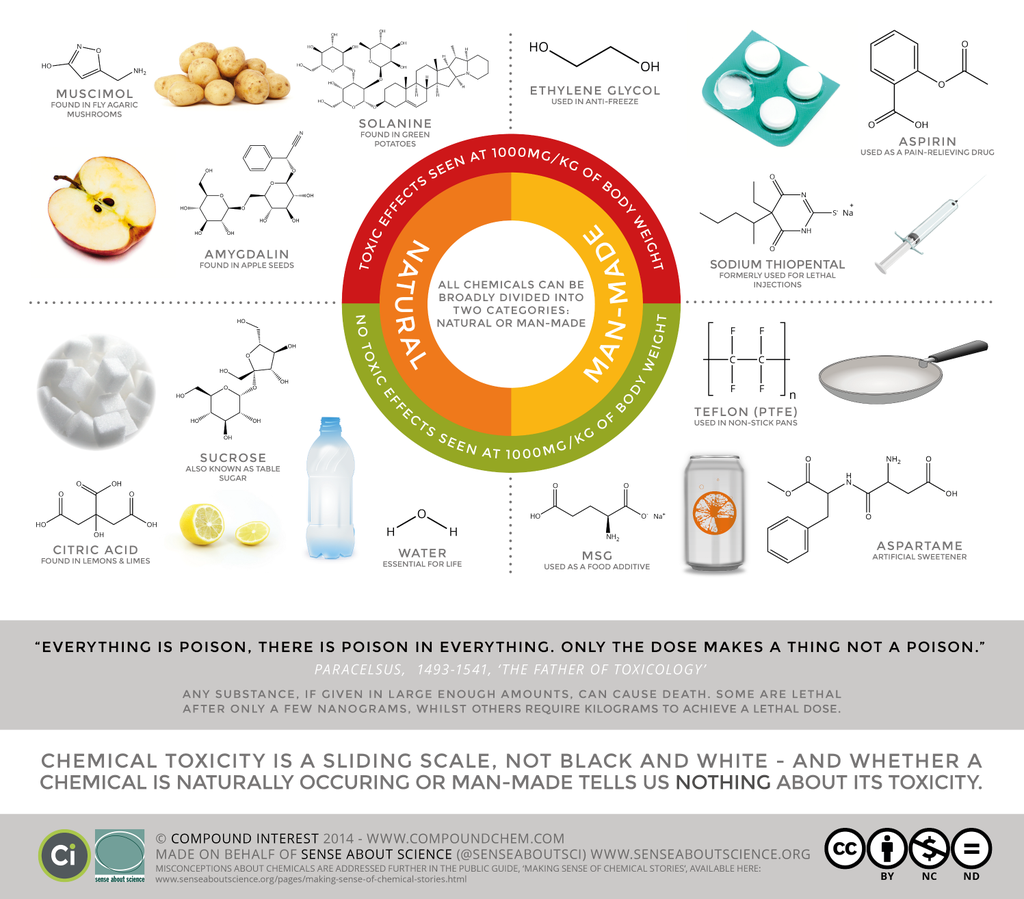 MUSCIMOL
FOUND IN FLY AGARIC
MUSHROOMS
SOLANINE
FOUND IN GREEN
POTATOES
AMYGDALIN
FOUND IN APPLE SEEDS
ETHYLENE GLYCOL
USED IN ANTI-FREEZE
HO
OH
ASPIRIN
USED AS A PAIN-RELIEVING DRUG
O
O
O
OH
SODIUM THIOPENTAL
FORMERLY USED FOR LETHAL
INJECTIONS
TOXIC EFFECTS SEEN AT 1000MG/KG OF BODY WEIGHT
NATURAL
MAN-MADE
ALL CHEMICALS CAN BE
BROADLY DIVIDED INTO
TWO CATEGORIES:
NATURAL OR MAN-MADE
NO TOXIC EFFECTS SEEN AT 1000MG/KG OF BODY WEIGHT
SUCROSE
ALSO KNOWN AS TABLE
SUGAR
CITRIC ACID
FOUND IN LEMONS & LIMES
H
O
H
WATER
ESSENTIAL FOR LIFE
F F
C C
F F
n
TEFLON (PTFE)
USED IN NON-STICK PANS
MSG
USED AS A FOOD ADDITIVE
ASPARTAME
ARTIFICIAL SWEETENER
“EVERYTHING IS POISON, THERE IS POISON IN EVERYTHING. ONLY THE DOSE MAKES A THING NOT A POISON.”
PARACELSUS, 1493-1541, ‘THE FATHER OF TOXICOLOGY’
ANY SUBSTANCE, IF GIVEN IN LARGE ENOUGH AMOUNTS, CAN CAUSE DEATH. SOME ARE LETHAL
AFTER ONLY A FEW NANOGRAMS, WHILST OTHERS REQUIRE KILOGRAMS TO ACHIEVE A LETHAL DOSE.
CHEMICAL TOXICITY IS A SLIDING SCALE, NOT BLACK AND WHITE - AND WHETHER A
CHEMICAL IS NATURALLY OCCURING OR MAN-MADE TELLS US NOTHING ABOUT ITS TOXICITY.
Ci
sense about science
© COMPOUND INTEREST 2014 - WWW.COMPOUNDCHEM.COM
MADE ON BEHALF OF SENSE ABOUT SCIENCE (@SENSEABOUTSCI) WWW.SENSEABOUTSCIENCE.ORG
MISCONCEPTIONS ABOUT CHEMICALS ARE ADDRESSED FURTHER IN THE PUBLIC GUIDE, ‘MAKING SENSE OF CHEMICAL STORIES’, AVAILABLE HERE:
www.senseaboutscience.org/pages/making-sense-of-chemical-stories.html
cc
$
=
BY NC ND